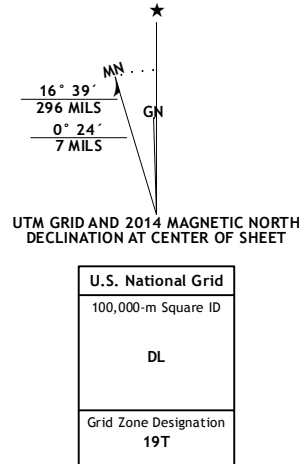 ★
MN
GN
16° 39´
296 MILS
0° 24´
7 MILS
UTM GRID AND 2014 MAGNETIC NORTH
DECLINATION AT CENTER OF SHEET
U.S. National Grid
100,000-m Square ID
DL
Grid Zone Designation
19T